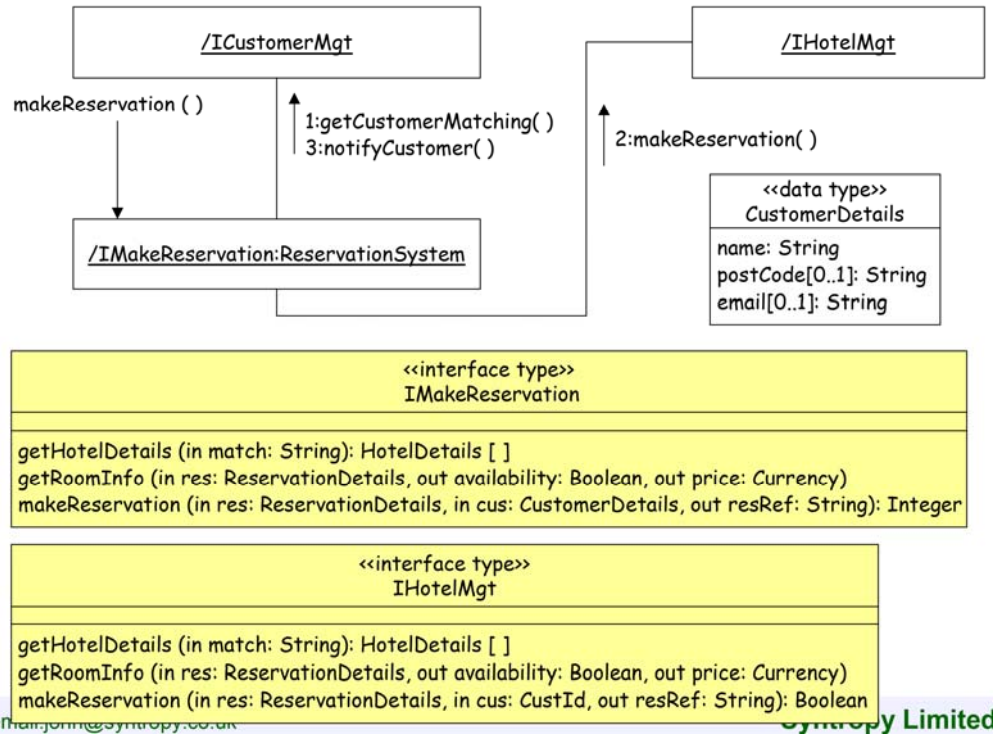 /ICustomerMgt
/IHotelMgt
makeReservation ( )
1:getCustomerMatching( )
3:notifyCustomer( )
2:makeReservation( )
/IMakeReservation:ReservationSystem
«data type»
CustomerDetails
name: String
postCode[0..1]: String
email[0..1]: String
«interface type»
IMakeReservation
getHotelDetails (in match: String): HotelDetails [ ]
getRoomInfo (in res: ReservationDetails, out availability: Boolean, out price: Currency)
makeReservation (in res: ReservationDetails, in cus: CustomerDetails, out resRef: String): Integer
«interface type»
IHotelMgt
getHotelDetails (in match: String): HotelDetails [ ]
getRoomInfo (in res: ReservationDetails, out availability: Boolean, out price: Currency)
makeReservation (in res: ReservationDetails, in cus: CustId, out resRef: String): Boolean
Syntropy Limited